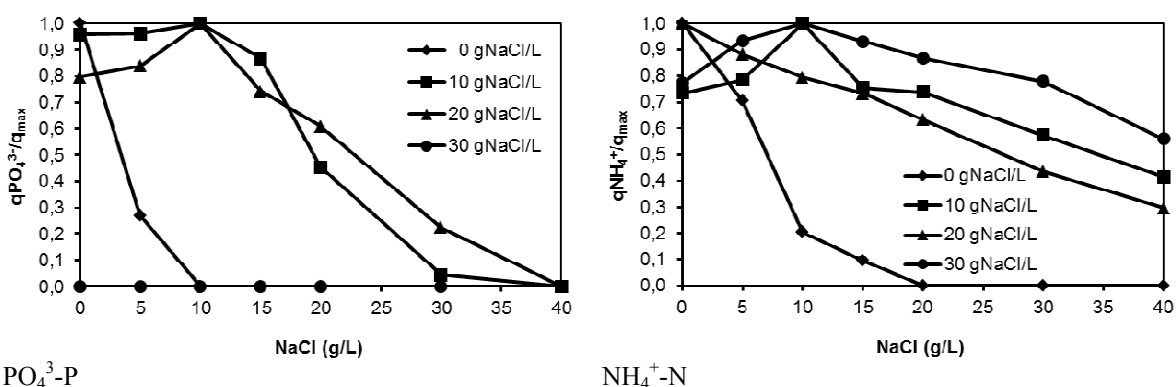 1,0
0,9
0,8
0,7
0,6
0,5
0,4
0,3
0,2
0,1
0,0
qPO₄³⁻/qmax
0 gNaCl/L
10 gNaCl/L
20 gNaCl/L
30 gNaCl/L
0 5 10 15 20 25 30 35 40
NaCl (g/L)
PO₄³-P
1,0
0,9
0,8
0,7
0,6
0,5
0,4
0,3
0,2
0,1
0,0
qNH₄⁺/qmax
0 gNaCl/L
10 gNaCl/L
20 gNaCl/L
30 gNaCl/L
0 5 10 15 20 25 30 35 40
NaCl (g/L)
NH₄⁺-N